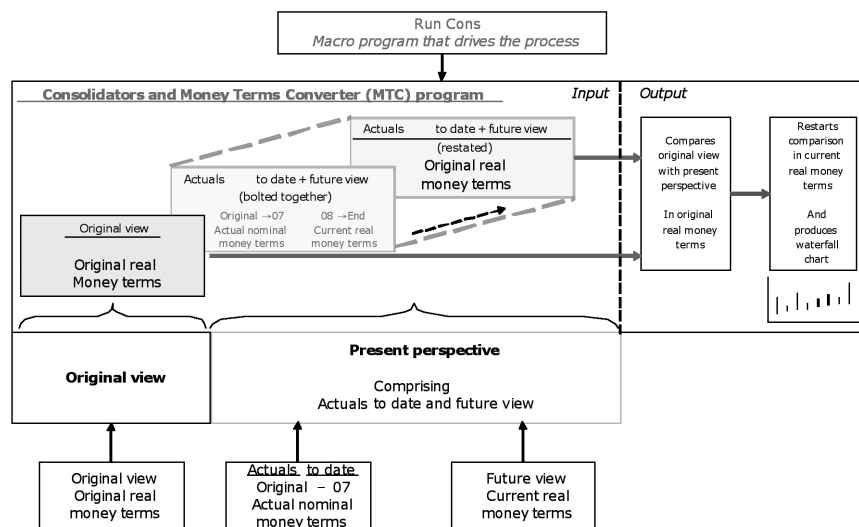 Run Cons
Macro program that drives the process
Consolidators and Money Terms Converter (MTC) program
Input
Output
Actuals to date + future view
(restated)
Original real
money terms
Actuals to date + future view
(bolted together)
Original →07
Actual nominal
money terms
08 →End
Current real
money terms
Original view
Original real
Money terms
Compares
original view
with present
perspective
In original
real money
terms
Restarts
comparison
in current
real money
terms
And
produces
waterfall
chart
Original view
Present perspective
Comprising
Actuals to date and future view
Original view
Original real
money terms
Actuals to date
Original – 07
Actual nominal
money terms
Future view
Current real
money terms